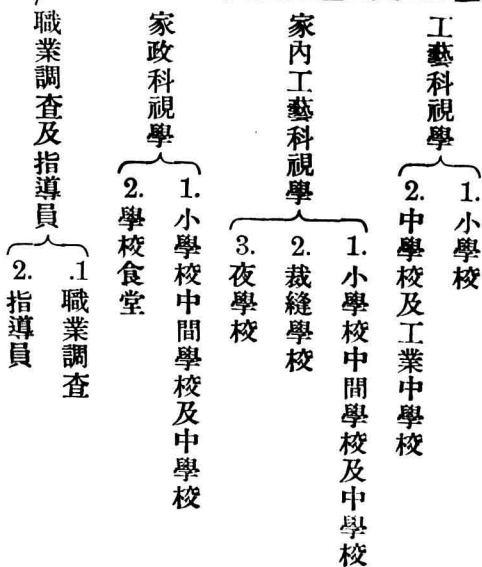 工藝科視學
1. 小學校
2. 中學校及工業中學校
家內工藝科視學
1. 小學校中間學校及中學校
2. 裁縫學校
3. 夜學校
家政科視學
1. 小學校中間學校及中學校
2. 學校食堂
職業調查及指導員
.1 職業調查
2. 指導員